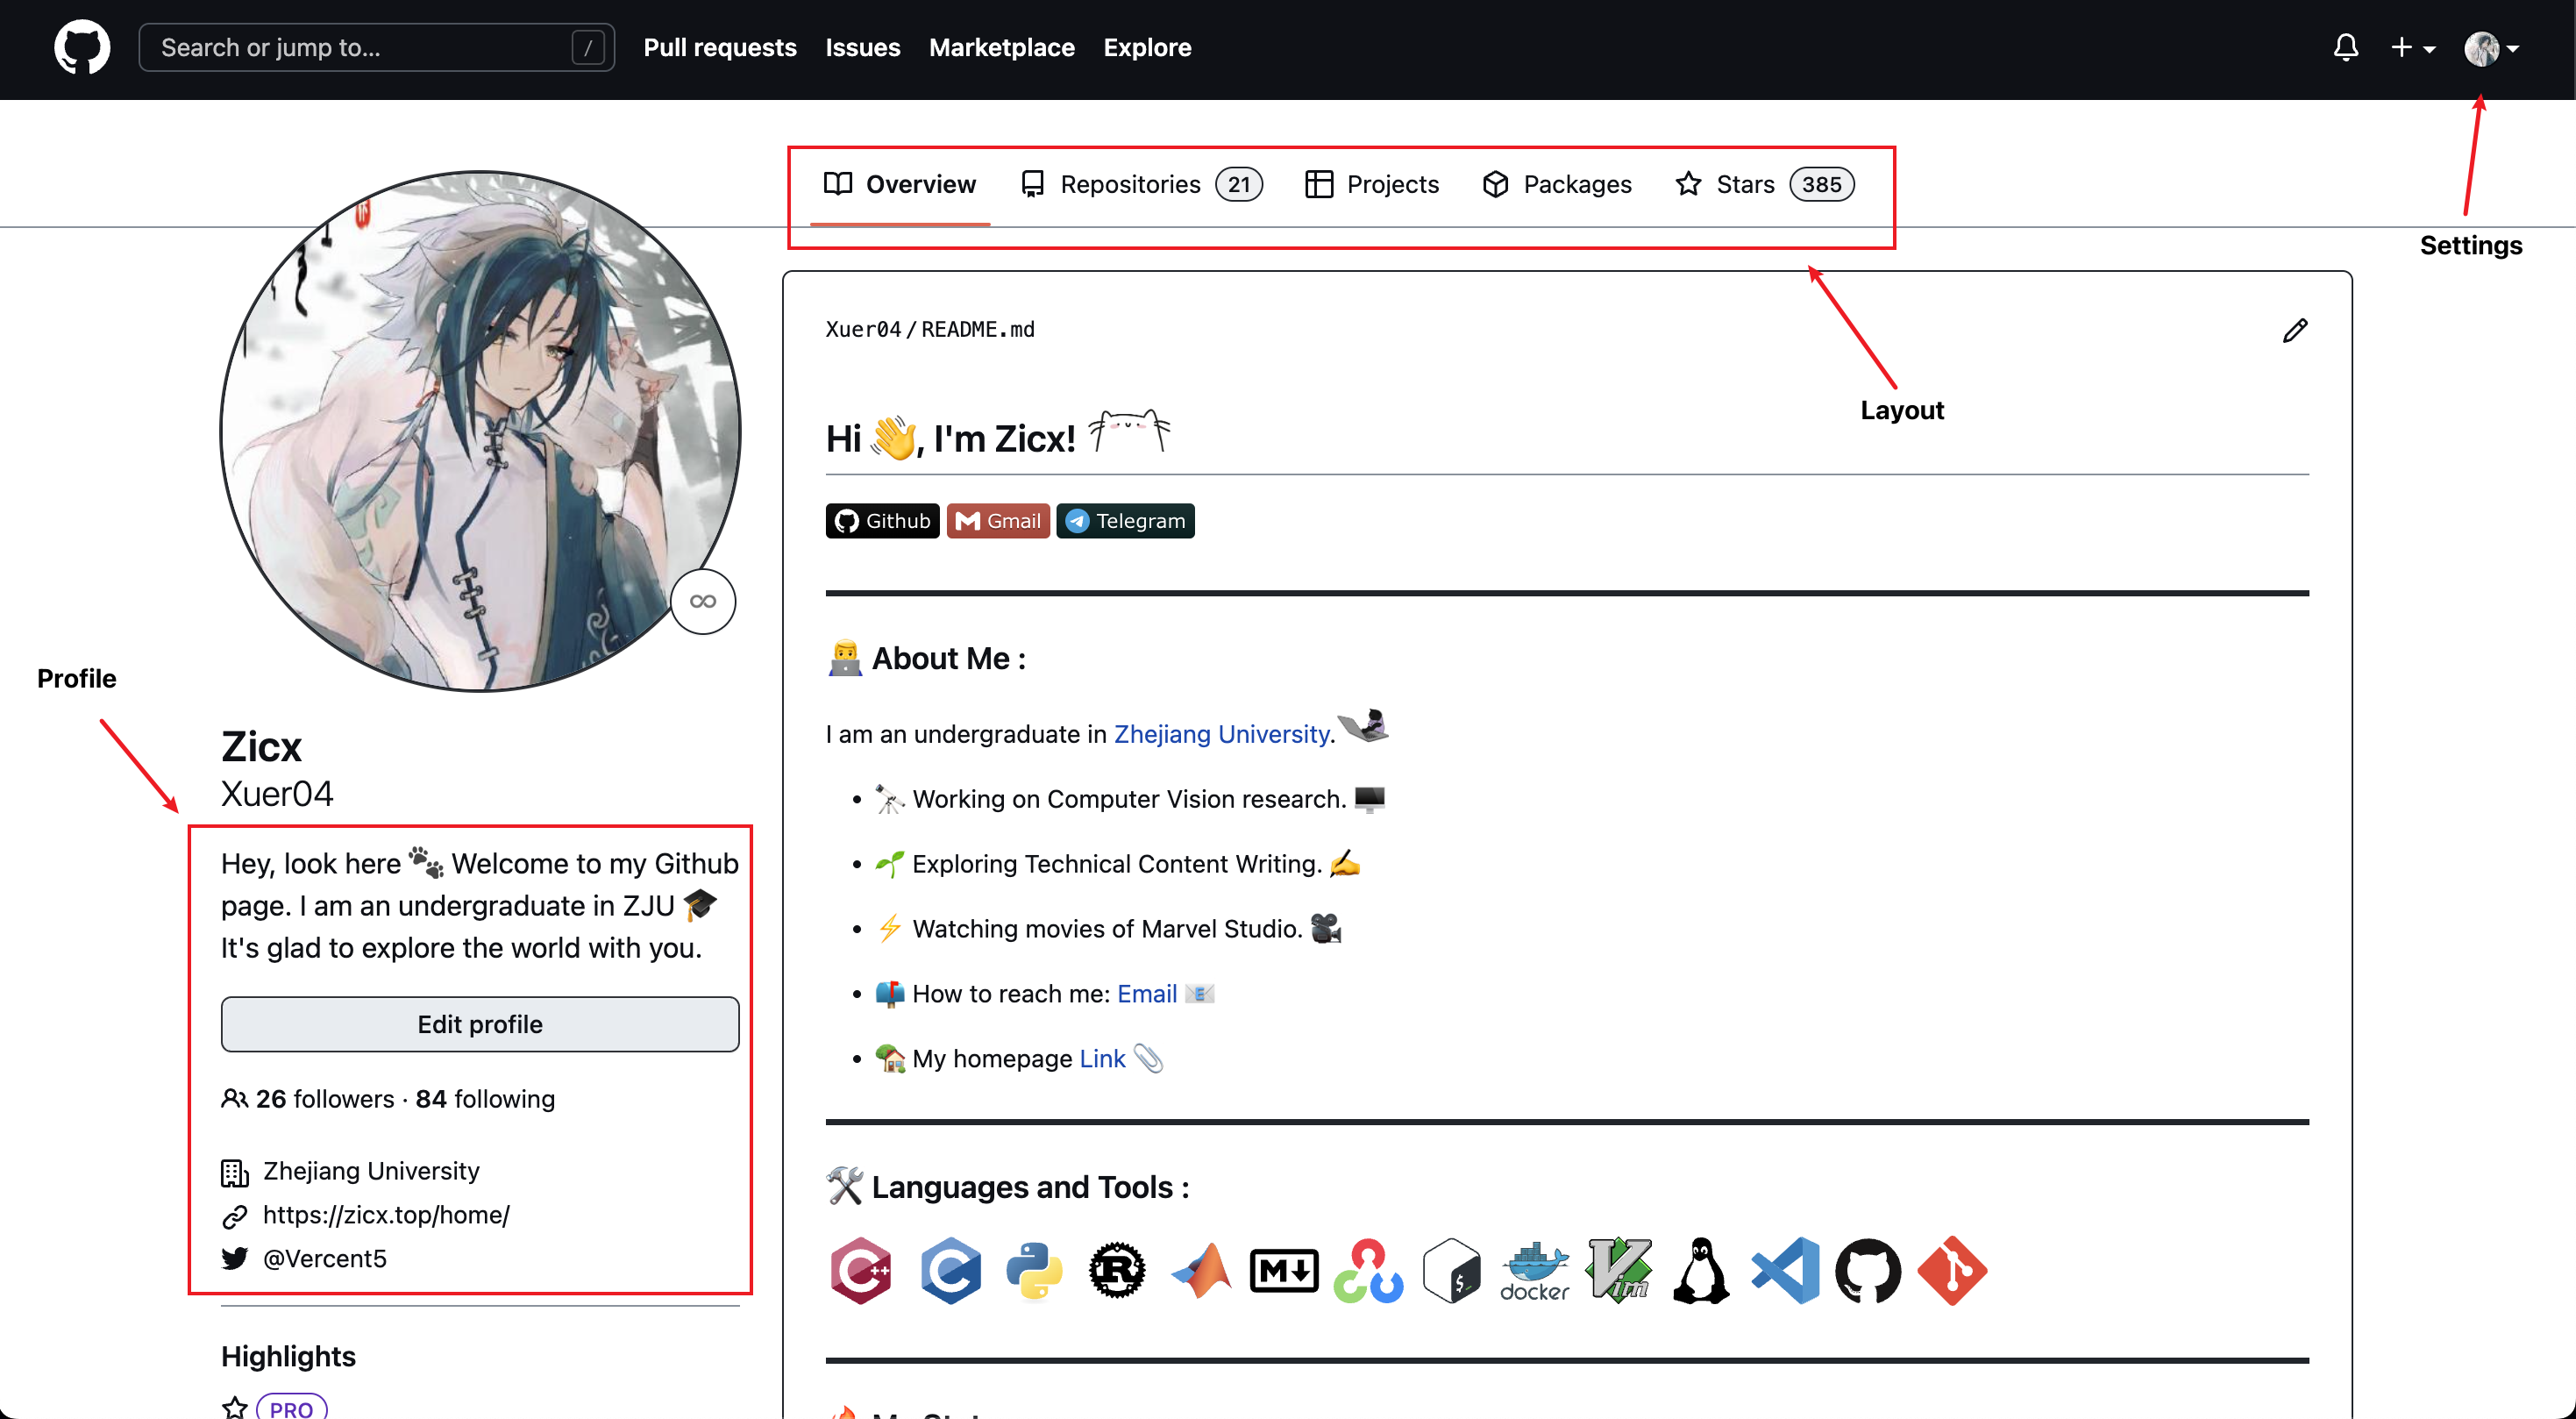 Search or jump to... /
Pull requests
Issues
Marketplace
Explore
Overview
Repositories 21
Projects
Packages
Stars 385
Settings
Layout
Profile
Zicx
Xuer04
Hey, look here 🐾 Welcome to my Github
page. I am an undergraduate in ZJU 🎓
It's glad to explore the world with you.
Edit profile
26 followers · 84 following
Zhejiang University
https://zicx.top/home/
@Vercent5
Highlights
PRO
Xuer04/README.md
Hi 👋, I'm Zicx!
Github
Gmail
Telegram
👨‍💻 About Me :
I am an undergraduate in Zhejiang University.
• 🔭 Working on Computer Vision research. 🖥️
• 🌱 Exploring Technical Content Writing. ✍️
• ⚡ Watching movies of Marvel Studio. 🎥
• 📫 How to reach me: Email 📧
• 🏡 My homepage Link 📎
🛠️ Languages and Tools :
C++
C
R
M↓
$_
docker
Vim